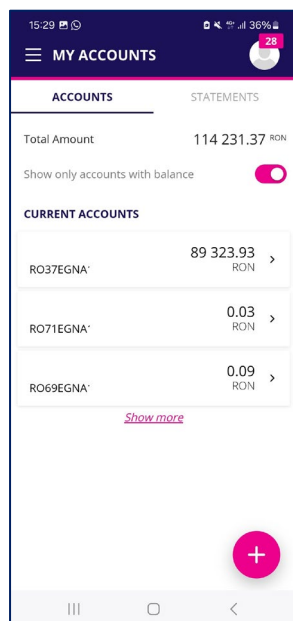 15:29 36%
28
MY ACCOUNTS
ACCOUNTS STATEMENTS
Total Amount 114 231.37 RON
Show only accounts with balance
CURRENT ACCOUNTS
89 323.93
RO37EGNA RON
0.03
RO71EGNA RON
0.09
RO69EGNA RON
Show more